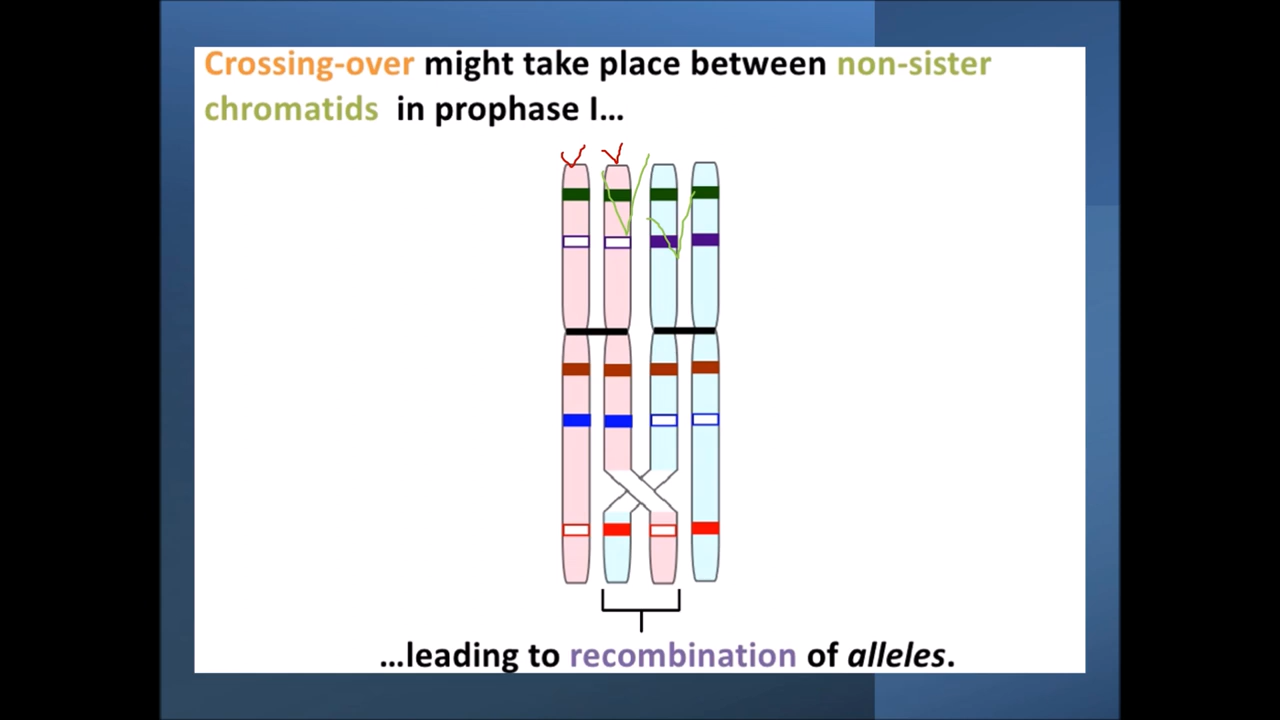 Crossing-over might take place between non-sister
chromatids in prophase I...
...leading to recombination of alleles.